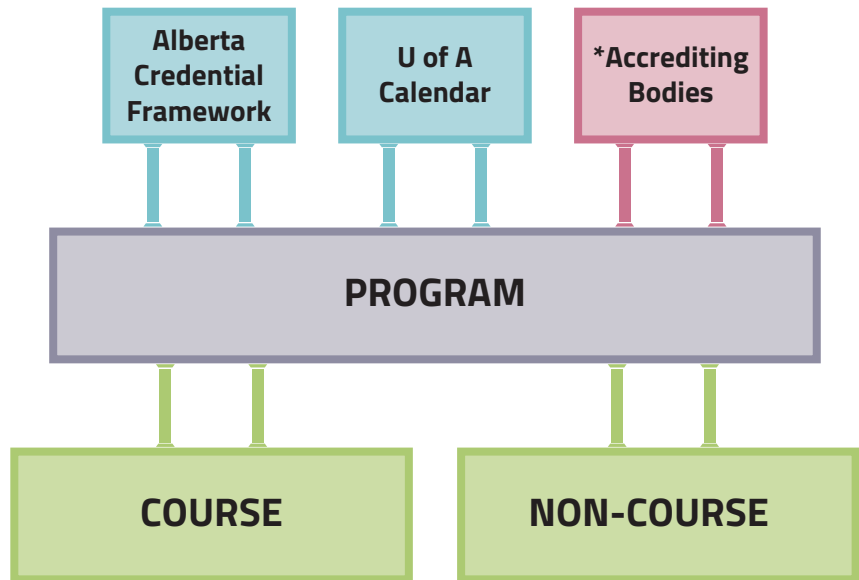 Alberta
Credential
Framework
U of A
Calendar
*Accrediting
Bodies
PROGRAM
COURSE
NON-COURSE